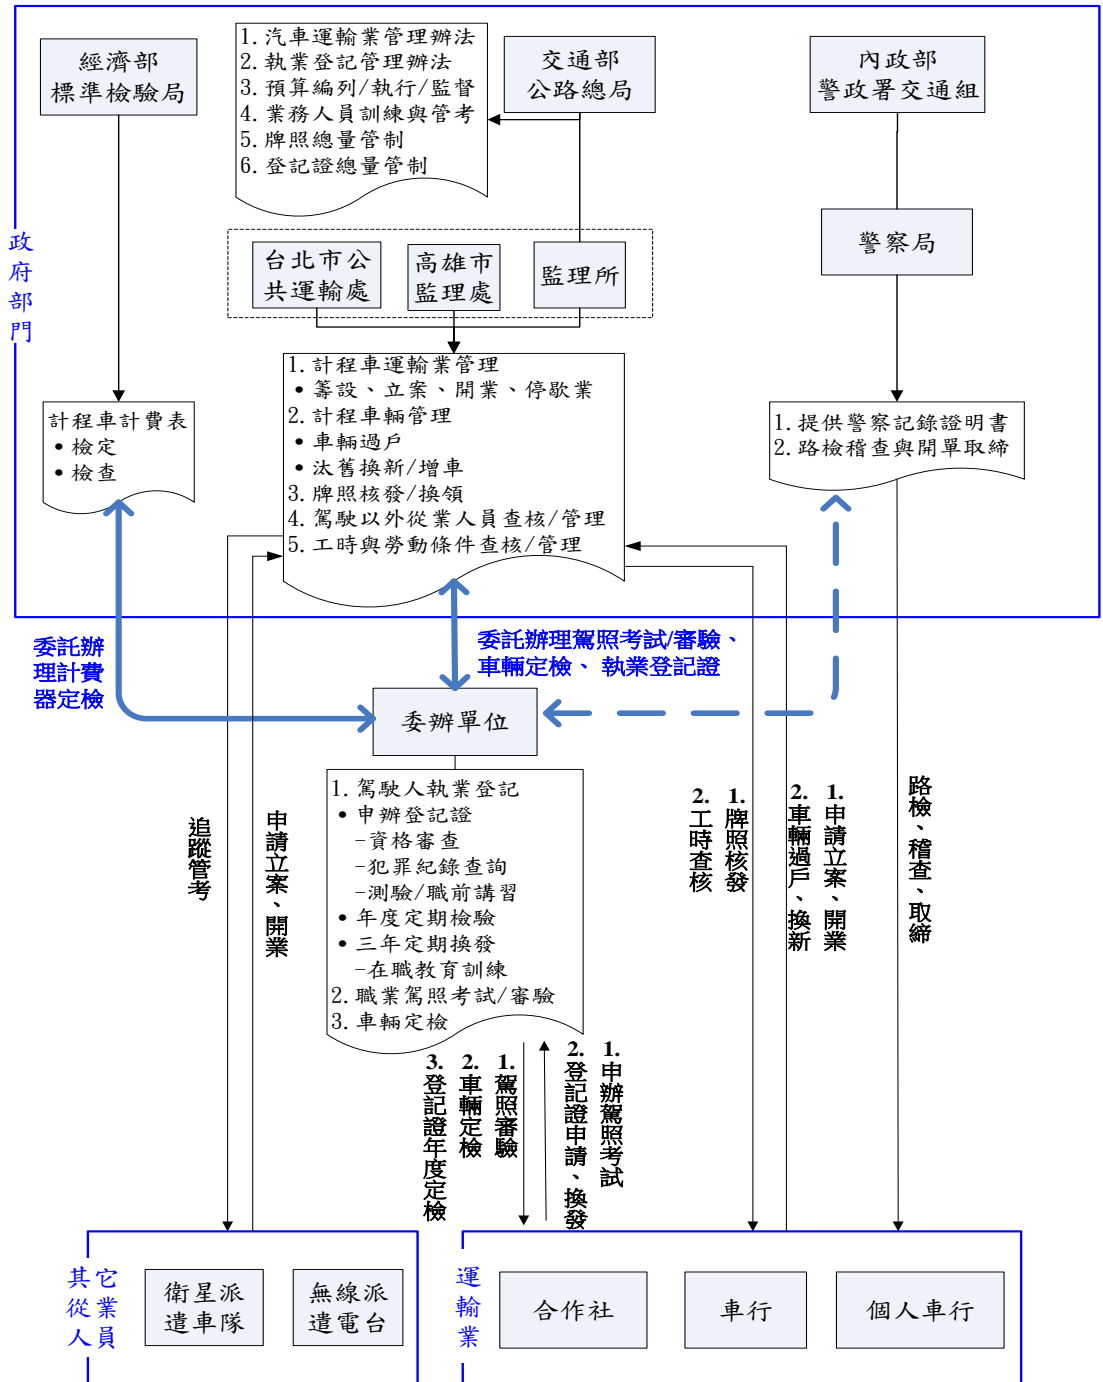 政府部門
經濟部
標準檢驗局
1. 汽車運輸業管理辦法
2. 執業登記管理辦法
3. 預算編列/執行/監督
4. 業務人員訓練與管考
5. 牌照總量管制
6. 登記證總量管制
交通部
公路總局
內政部
警政署交通組
警察局
台北市公
共運輸處
高雄市
監理處
監理所
計程車計費表
• 檢定
• 檢查
1. 計程車運輸業管理
• 籌設、立案、開業、停歇業
2. 計程車輛管理
• 車輛過戶
• 汰舊換新/增車
3. 牌照核發/換領
4. 駕駛以外從業人員查核/管理
5. 工時與勞動條件查核/管理
1. 提供警察記錄證明書
2. 路檢稽查與開單取締
委託辦
理計費
器定檢
委託辦理駕照考試/審驗、
車輛定檢、 執業登記證
委辦單位
1. 駕駛人執業登記
• 申辦登記證
-資格審查
-犯罪紀錄查詢
-測驗/職前講習
• 年度定期檢驗
• 三年定期換發
-在職教育訓練
2. 職業駕照考試/審驗
3. 車輛定檢
追蹤管考
申請立案、開業
1. 牌照核發
2. 工時查核
1. 申請立案、開業
2. 車輛過戶、換新
路檢、稽查、取締
1. 駕照審驗
2. 車輛定檢
3. 登記證年度定檢
1. 申辦駕照考試
2. 登記證申請、換發
其它
從業
人員
衛星派
遣車隊
無線派
遣電台
運輸業
合作社
車行
個人車行